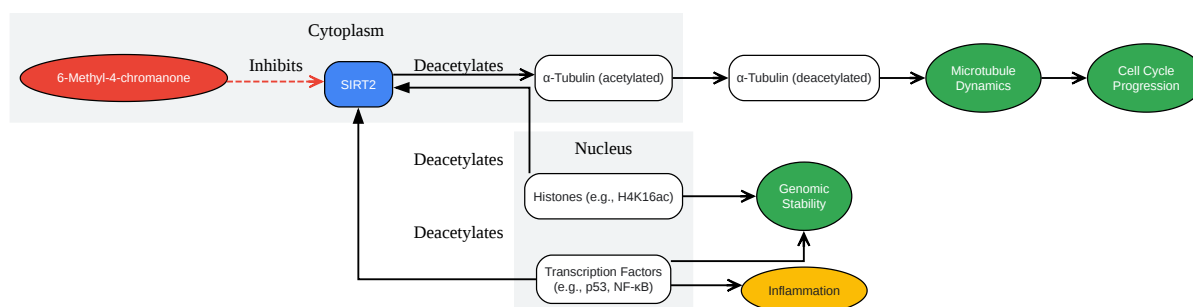 Cytoplasm
6-Methyl-4-chromanone
Inhibits
SIRT2
Deacetylates
α-Tubulin (acetylated)
α-Tubulin (deacetylated)
Microtubule
Dynamics
Cell Cycle
Progression
Nucleus
Deacetylates
Histones (e.g., H4K16ac)
Genomic
Stability
Deacetylates
Transcription Factors
(e.g., p53, NF-κB)
Inflammation